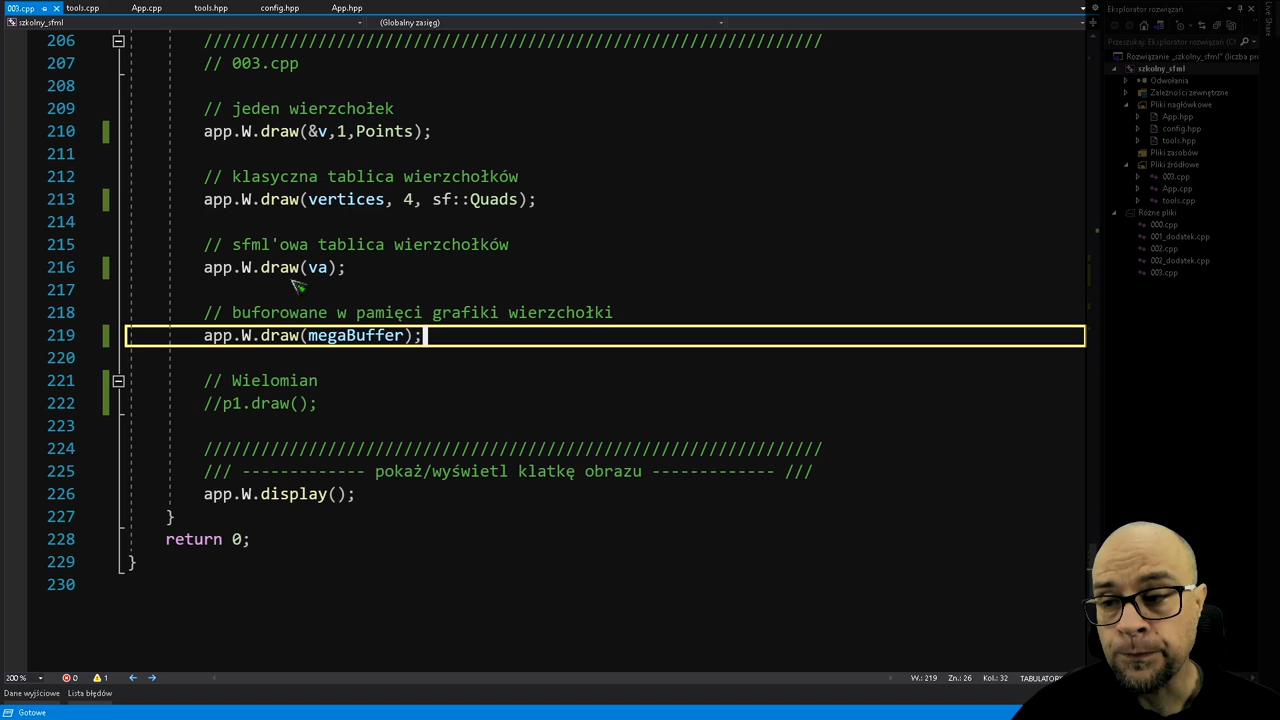 003.cpp tools.cpp App.cpp tools.hpp config.hpp App.hpp
szkolny_sfml (Globalny zasięg)
206 /////////////////////////////////////////////////////////////////
207 // 003.cpp
208
209 // jeden wierzchołek
210 app.W.draw(&v,1,Points);
211
212 // klasyczna tablica wierzchołków
213 app.W.draw(vertices, 4, sf::Quads);
214
215 // sfml'owa tablica wierzchołków
216 app.W.draw(va);
217
218 // buforowane w pamięci grafiki wierzchołki
219 app.W.draw(megaBuffer);
220
221 // Wielomian
222 //p1.draw();
223
224 /////////////////////////////////////////////////////////////////
225 /// ------------- pokaż/wyświetl klatkę obrazu ------------- ///
226 app.W.display();
227 }
228 return 0;
229 }
230
200 % 0 1 W.: 219 Zn.: 26 Kol.: 32 TABULATORY
Dane wyjściowe Lista błędów
Gotowe
Eksplorator rozwiązań
Przeszukaj: Eksplorator rozwiązań (C
Rozwiązanie „szkolny_sfml" (liczba pro
szkolny_sfml
Odwołania
Zależności zewnętrzne
Pliki nagłówkowe
App.hpp
config.hpp
tools.hpp
Pliki zasobów
Pliki źródłowe
003.cpp
App.cpp
tools.cpp
Różne pliki
000.cpp
001_dodatek.cpp
002.cpp
002_dodatek.cpp
003.cpp
Live Share